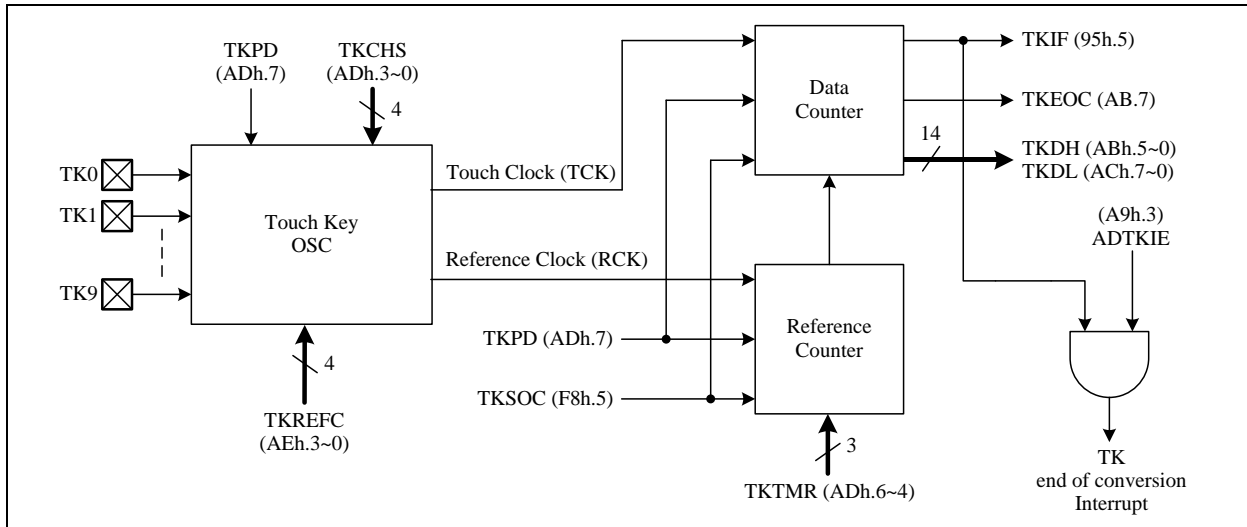 TKPD
(ADh.7)
TKCHS
(ADh.3~0)
4
TK0
TK1
TK9
Touch Key
OSC
4
TKREFC
(AEh.3~0)
Touch Clock (TCK)
Reference Clock (RCK)
TKPD (ADh.7)
TKSOC (F8h.5)
Data
Counter
Reference
Counter
3
TKTMR (ADh.6~4)
TKIF (95h.5)
TKEOC (AB.7)
14
TKDH (ABh.5~0)
TKDL (ACh.7~0)
(A9h.3)
ADTKIE
TK
end of conversion
Interrupt